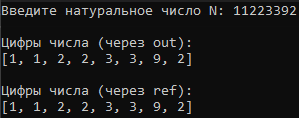 Введите натуральное число N: 11223392
Цифры числа (через out):
[1, 1, 2, 2, 3, 3, 9, 2]
Цифры числа (через ref):
[1, 1, 2, 2, 3, 3, 9, 2]